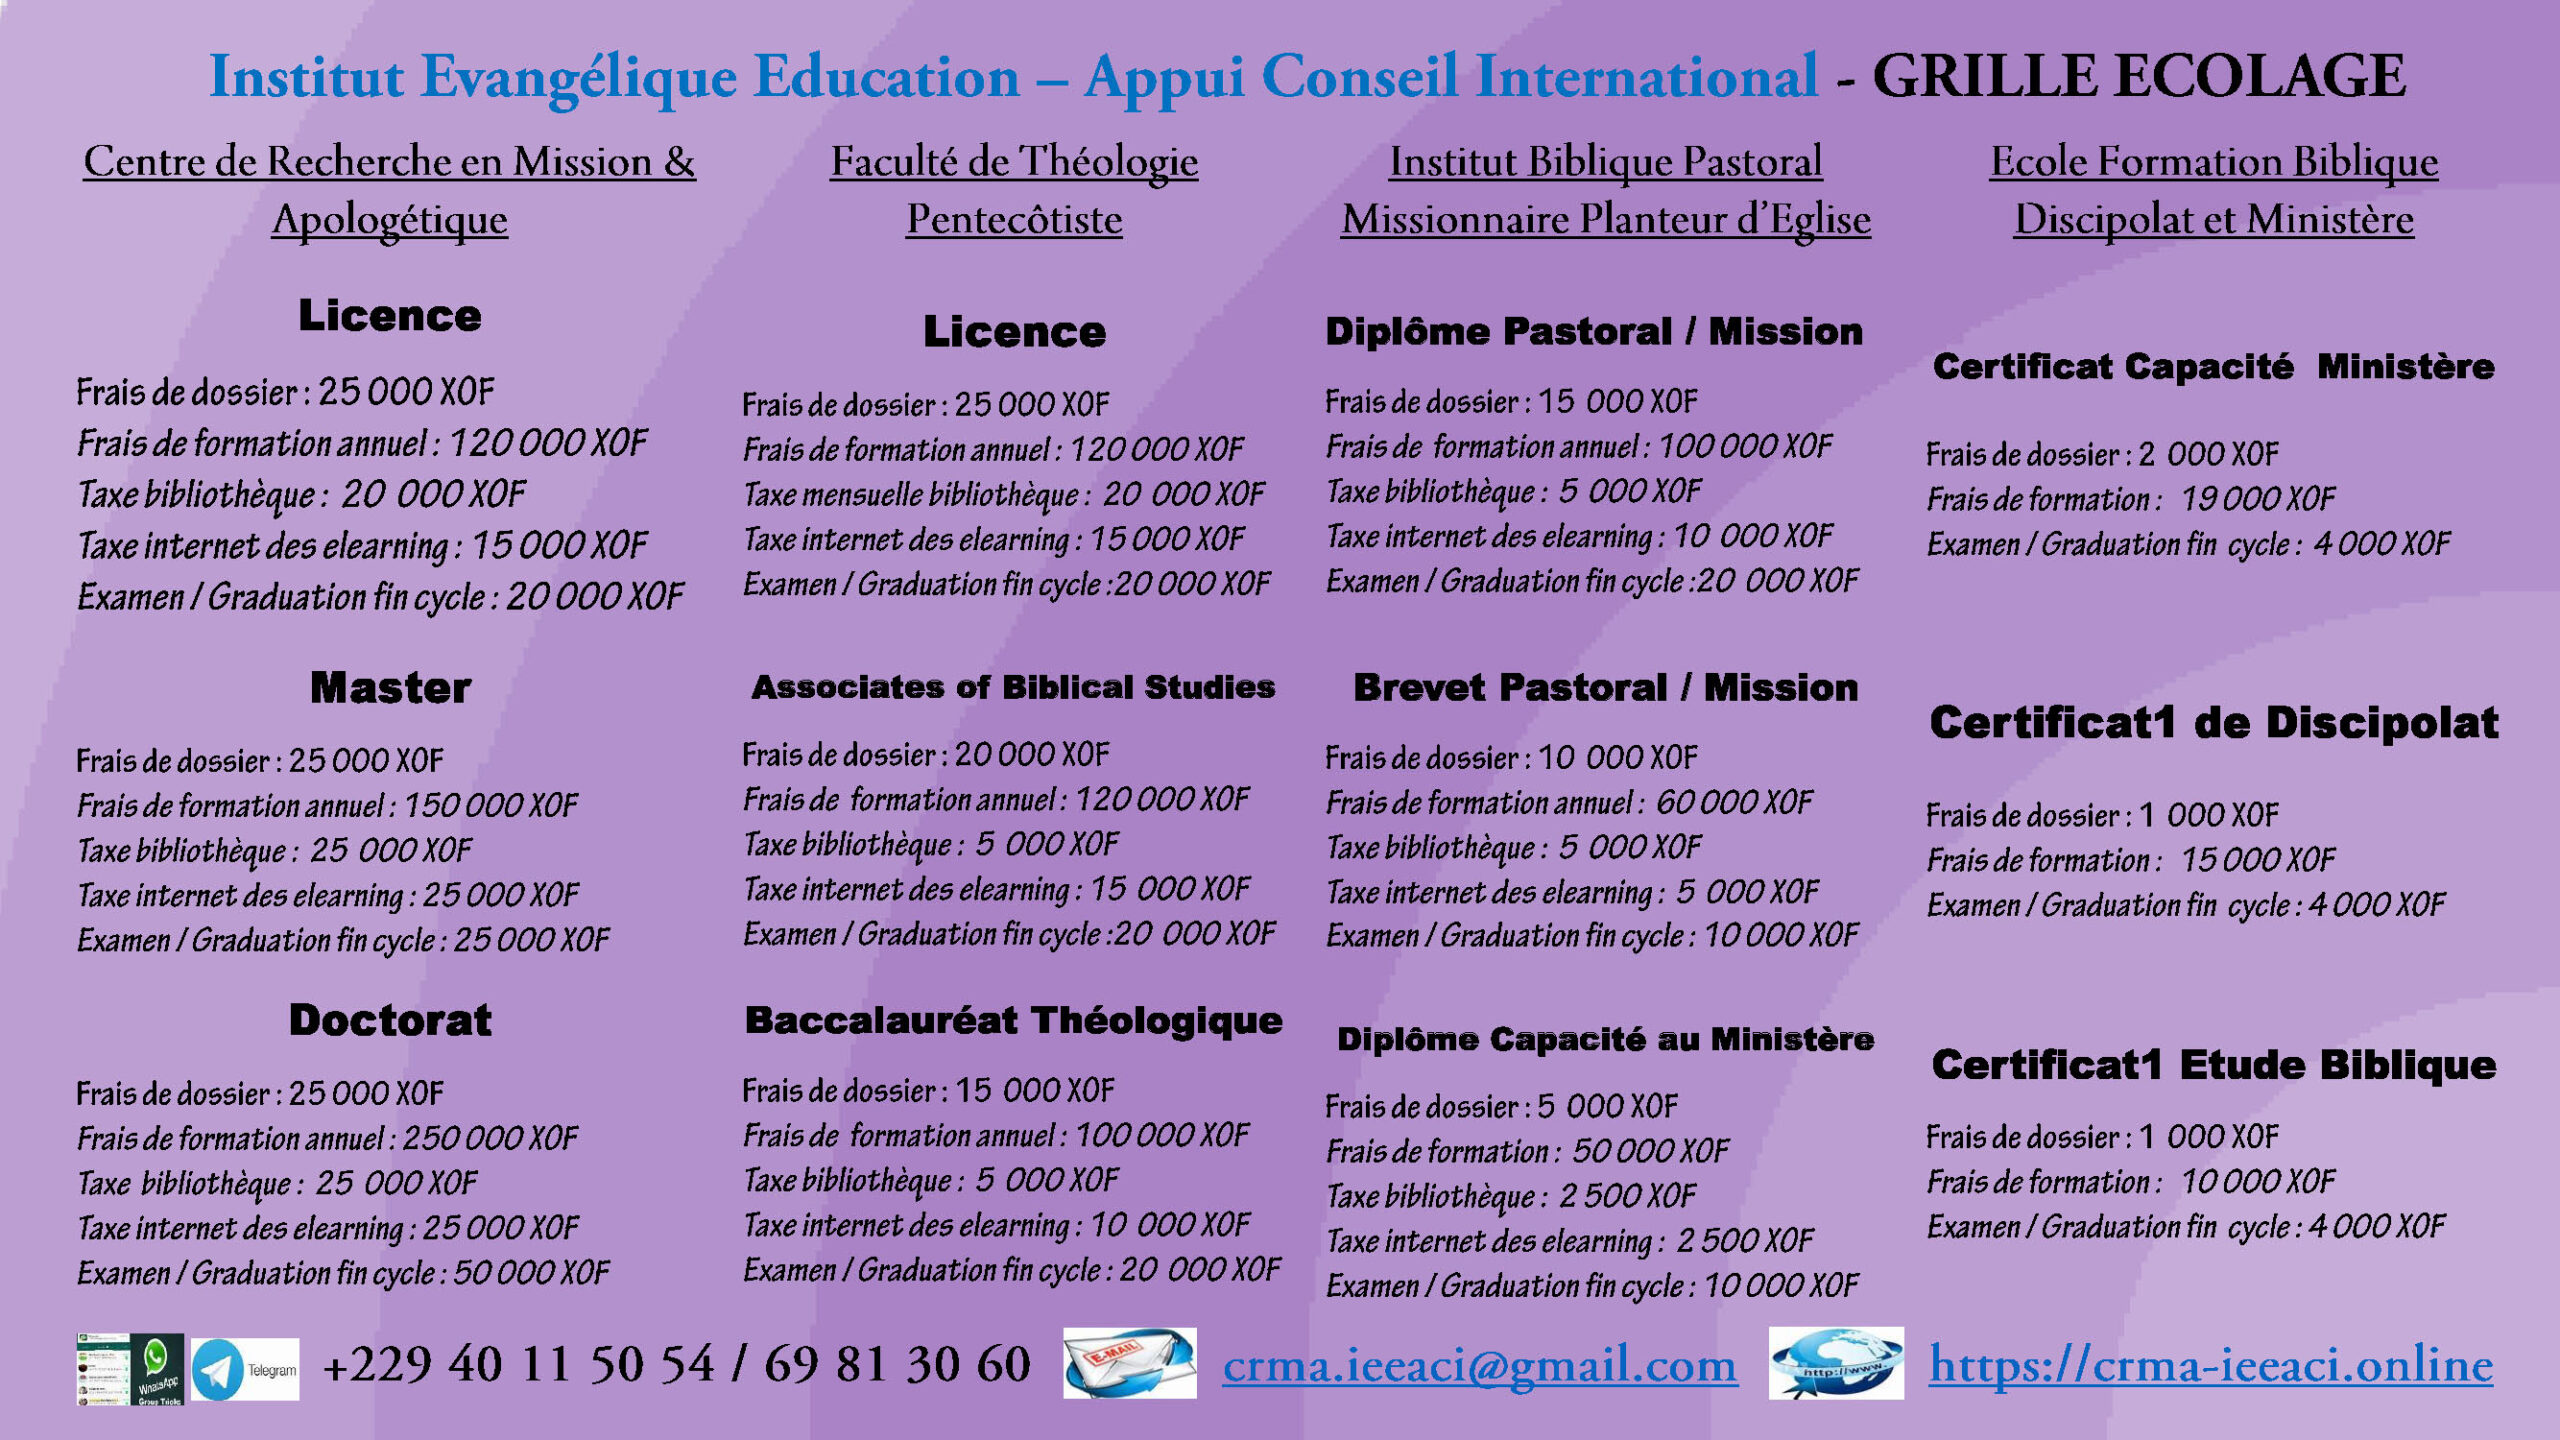 Institut Evangélique Education – Appui Conseil International - GRILLE ECOLAGE
Centre de Recherche en Mission &
Apologétique
Licence
Frais de dossier : 25 000 XOF
Frais de formation annuel : 120 000 XOF
Taxe bibliothèque : 20 000 XOF
Taxe internet des elearning : 15 000 XOF
Examen / Graduation fin cycle : 20 000 XOF
Master
Frais de dossier : 25 000 XOF
Frais de formation annuel : 150 000 XOF
Taxe bibliothèque : 25 000 XOF
Taxe internet des elearning : 25 000 XOF
Examen / Graduation fin cycle : 25 000 XOF
Doctorat
Frais de dossier : 25 000 XOF
Frais de formation annuel : 250 000 XOF
Taxe bibliothèque : 25 000 XOF
Taxe internet des elearning : 25 000 XOF
Examen / Graduation fin cycle : 50 000 XOF
Faculté de Théologie
Pentecôtiste
Licence
Frais de dossier : 25 000 XOF
Frais de formation annuel : 120 000 XOF
Taxe mensuelle bibliothèque : 20 000 XOF
Taxe internet des elearning : 15 000 XOF
Examen / Graduation fin cycle :20 000 XOF
Associates of Biblical Studies
Frais de dossier : 20 000 XOF
Frais de formation annuel : 120 000 XOF
Taxe bibliothèque : 5 000 XOF
Taxe internet des elearning : 15 000 XOF
Examen / Graduation fin cycle :20 000 XOF
Baccalauréat Théologique
Frais de dossier : 15 000 XOF
Frais de formation annuel : 100 000 XOF
Taxe bibliothèque : 5 000 XOF
Taxe internet des elearning : 10 000 XOF
Examen / Graduation fin cycle : 20 000 XOF
Institut Biblique Pastoral
Missionnaire Planteur d'Eglise
Diplôme Pastoral / Mission
Frais de dossier : 15 000 XOF
Frais de formation annuel : 100 000 XOF
Taxe bibliothèque : 5 000 XOF
Taxe internet des elearning : 10 000 XOF
Examen / Graduation fin cycle :20 000 XOF
Brevet Pastoral / Mission
Frais de dossier : 10 000 XOF
Frais de formation annuel : 60 000 XOF
Taxe bibliothèque : 5 000 XOF
Taxe internet des elearning : 5 000 XOF
Examen / Graduation fin cycle : 10 000 XOF
Diplôme Capacité au Ministère
Frais de dossier : 5 000 XOF
Frais de formation : 50 000 XOF
Taxe bibliothèque : 2 500 XOF
Taxe internet des elearning : 2 500 XOF
Examen / Graduation fin cycle : 10 000 XOF
Ecole Formation Biblique
Discipolat et Ministère
Certificat Capacité Ministère
Frais de dossier : 2 000 XOF
Frais de formation : 19 000 XOF
Examen / Graduation fin cycle : 4 000 XOF
Certificat1 de Discipolat
Frais de dossier : 1 000 XOF
Frais de formation : 15 000 XOF
Examen / Graduation fin cycle : 4 000 XOF
Certificat1 Etude Biblique
Frais de dossier : 1 000 XOF
Frais de formation : 10 000 XOF
Examen / Graduation fin cycle : 4 000 XOF
WhatsApp
Group Tricks
Telegram
+229 40 11 50 54 / 69 81 30 60
E-MAIL
crma.ieeaci@gmail.com
http://www.
https://crma-ieeaci.online